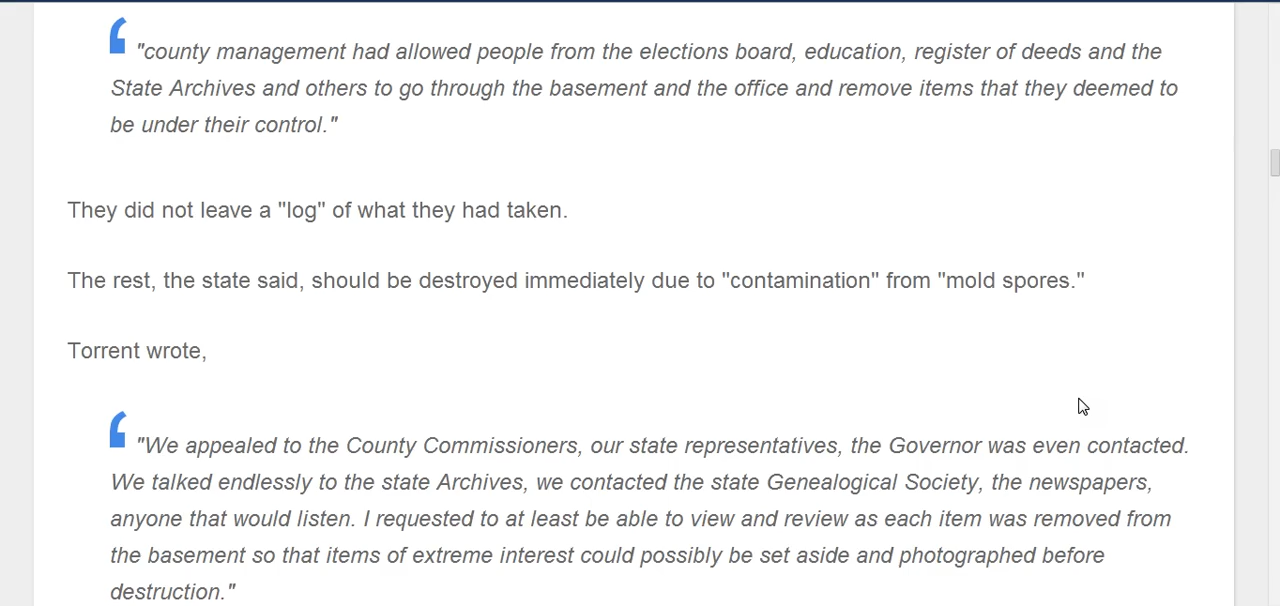 "county management had allowed people from the elections board, education, register of deeds and the
State Archives and others to go through the basement and the office and remove items that they deemed to
be under their control."
They did not leave a "log" of what they had taken.
The rest, the state said, should be destroyed immediately due to "contamination" from "mold spores."
Torrent wrote,
"We appealed to the County Commissioners, our state representatives, the Governor was even contacted.
We talked endlessly to the state Archives, we contacted the state Genealogical Society, the newspapers,
anyone that would listen. I requested to at least be able to view and review as each item was removed from
the basement so that items of extreme interest could possibly be set aside and photographed before
destruction."